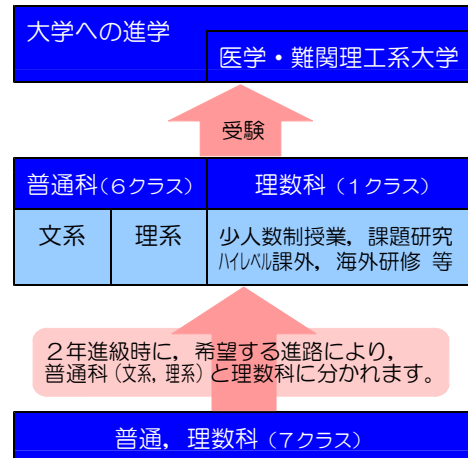 大学への進学
医学・難関理工系大学
受験
普通科（６クラス）
理数科（１クラス）
文系
理系
少人数制授業，課題研究
ﾊｲﾚﾍﾞﾙ課外，海外研修 等
２年進級時に，希望する進路により，
普通科（文系，理系）と理数科に分かれます。
普通，理数科（７クラス）